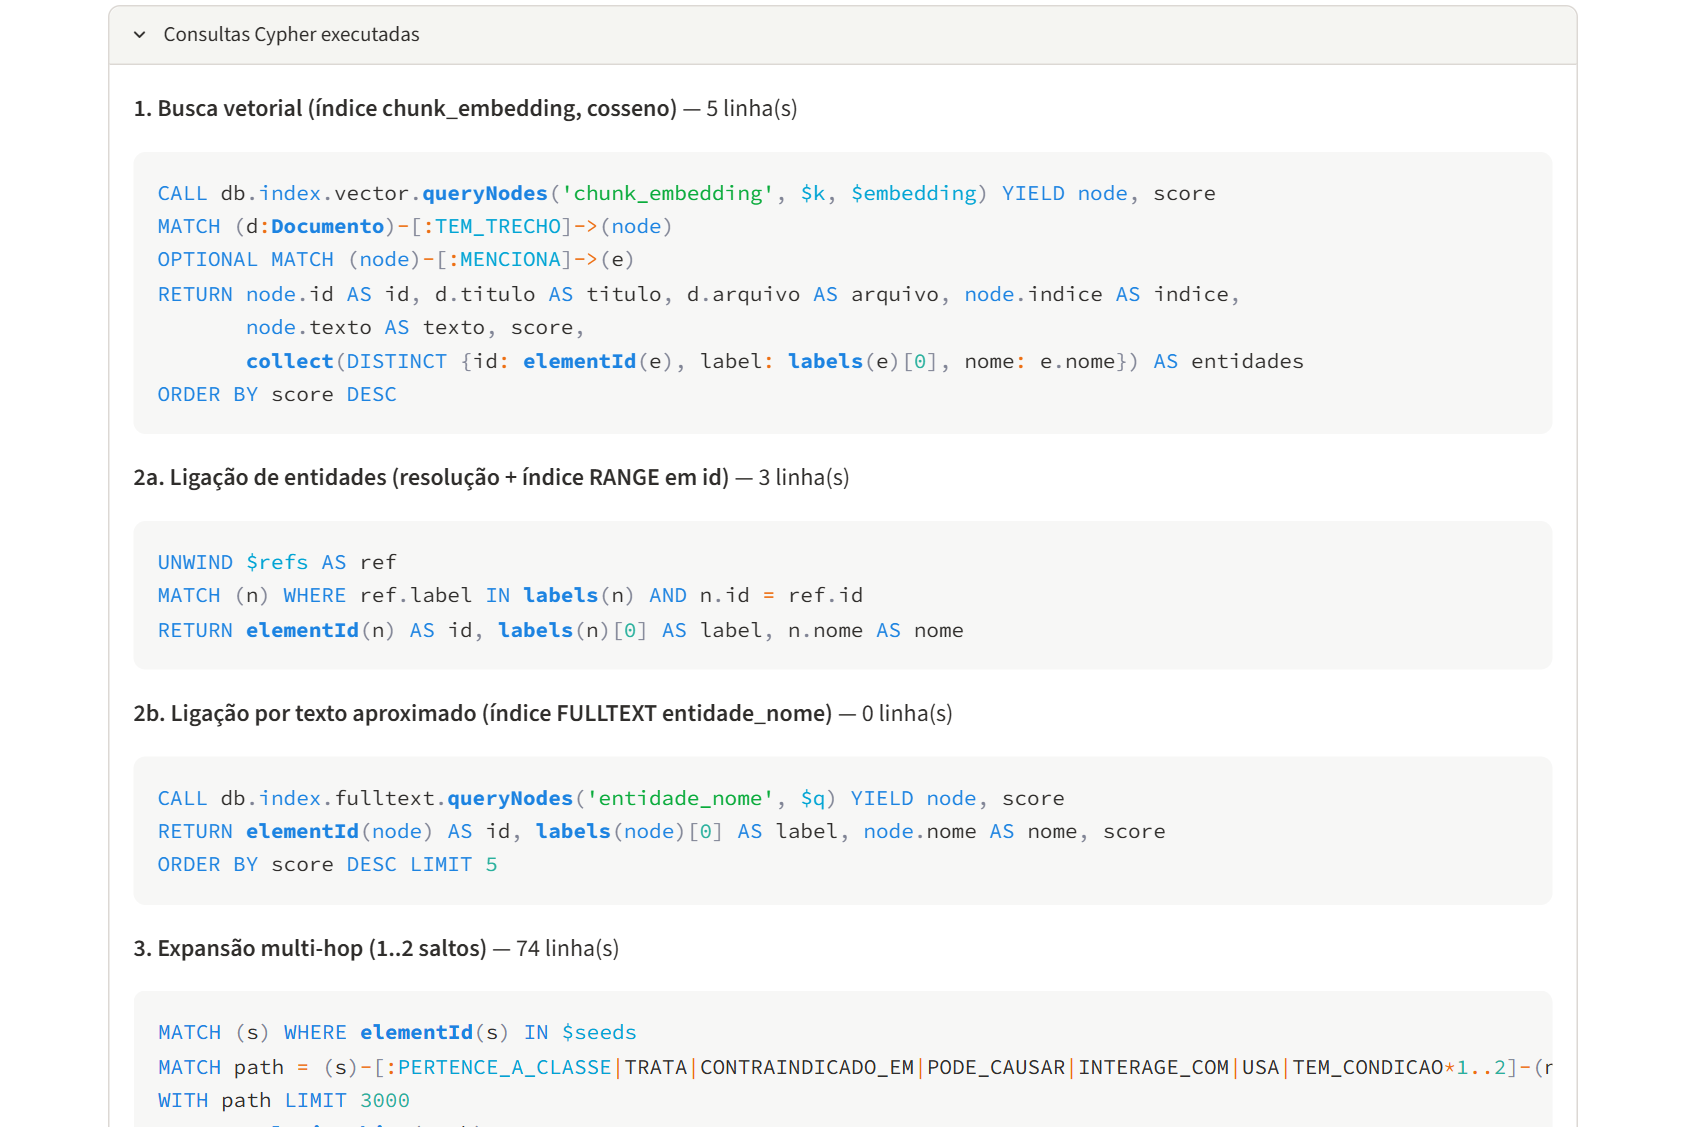 Consultas Cypher executadas
1. Busca vetorial (índice chunk_embedding, cosseno) — 5 linha(s)
CALL db.index.vector.queryNodes('chunk_embedding', $k, $embedding) YIELD node, score
MATCH (d:Documento)-[:TEM_TRECHO]->(node)
OPTIONAL MATCH (node)-[:MENCIONA]->(e)
RETURN node.id AS id, d.titulo AS titulo, d.arquivo AS arquivo, node.indice AS indice,
       node.texto AS texto, score,
       collect(DISTINCT {id: elementId(e), label: labels(e)[0], nome: e.nome}) AS entidades
ORDER BY score DESC
2a. Ligação de entidades (resolução + índice RANGE em id) — 3 linha(s)
UNWIND $refs AS ref
MATCH (n) WHERE ref.label IN labels(n) AND n.id = ref.id
RETURN elementId(n) AS id, labels(n)[0] AS label, n.nome AS nome
2b. Ligação por texto aproximado (índice FULLTEXT entidade_nome) — 0 linha(s)
CALL db.index.fulltext.queryNodes('entidade_nome', $q) YIELD node, score
RETURN elementId(node) AS id, labels(node)[0] AS label, node.nome AS nome, score
ORDER BY score DESC LIMIT 5
3. Expansão multi-hop (1..2 saltos) — 74 linha(s)
MATCH (s) WHERE elementId(s) IN $seeds
MATCH path = (s)-[:PERTENCE_A_CLASSE|TRATA|CONTRAINDICADO_EM|PODE_CAUSAR|INTERAGE_COM|USA|TEM_CONDICAO*1..2]-(
WITH path LIMIT 3000